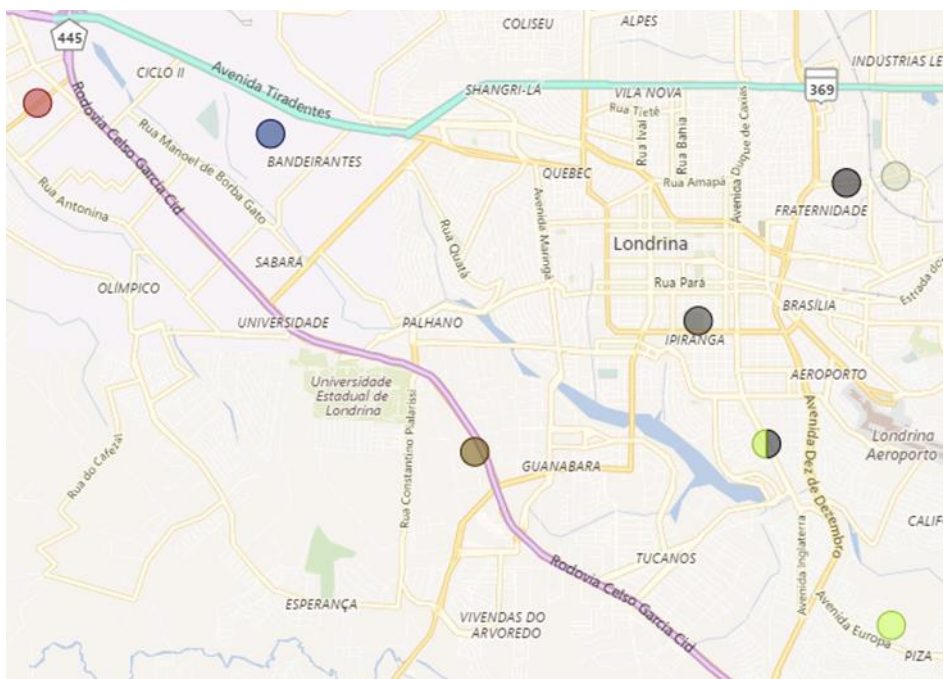 COLISEU
ALPES
445
CICLO II
Avenida Tiradentes
SHANGRI-LÁ
VILA NOVA
369
INDÚSTRIAS LE
Rua Tietê
Rua Ivaí
Rua Bahia
Avenida Duque de Caxias
Rodovia Celso Garcia Cid
Rua Manoel de Borba Gato
BANDEIRANTES
QUEBEC
Rua Amapá
Rua Antonina
FRATERNIDADE
Avenida Maringá
Rua Quatá
Londrina
SABARÁ
OLÍMPICO
Rua Pará
Estrada dos
BRASÍLIA
UNIVERSIDADE
PALHANO
IPIRANGA
AEROPORTO
Universidade
Estadual de
Londrina
Rua Constantino Pialarissi
Londrina
Aeroporto
Avenida Dez de Dezembro
Rua do Cafezal
GUANABARA
CALIF
Avenida Inglaterra
TUCANOS
Rodovia Celso Garcia Cid
ESPERANÇA
VIVENDAS DO
ARVOREDO
Avenida Europa
PIZA